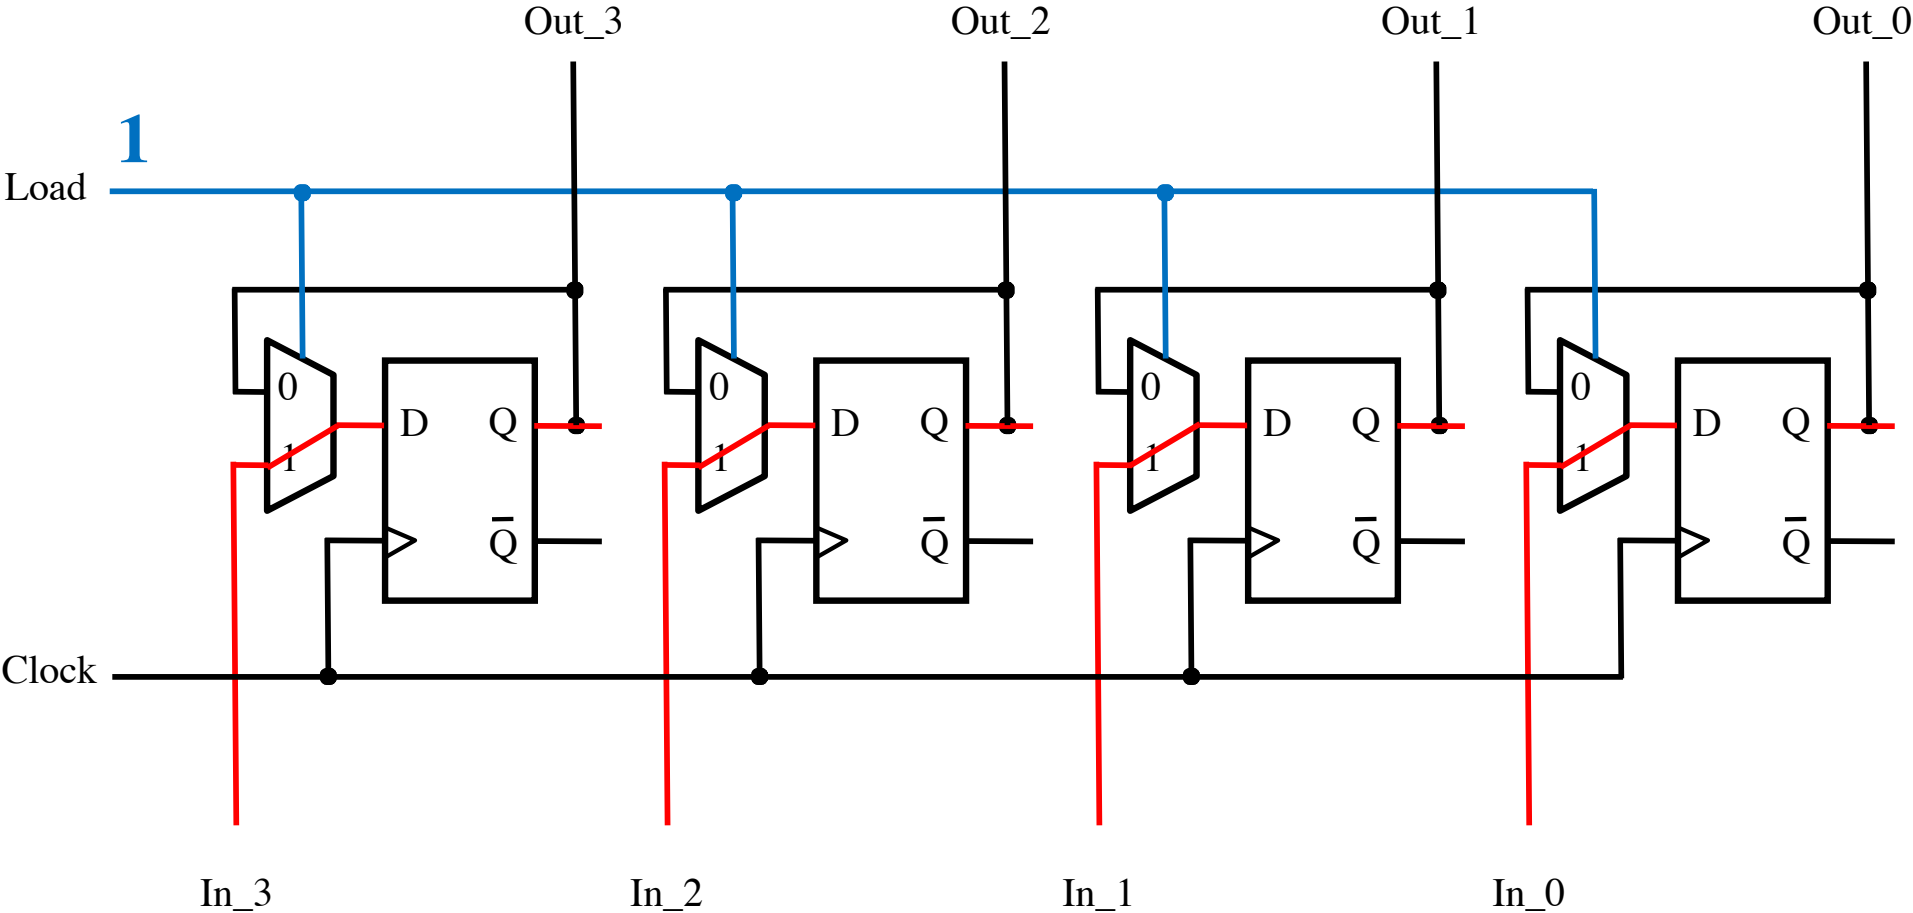 Out_3 Out_2 Out_1 Out_0
1
Load
0 0 0 0
D Q D Q D Q D Q
1 1 1 1
Q̅ Q̅ Q̅ Q̅
Clock
In_3 In_2 In_1 In_0